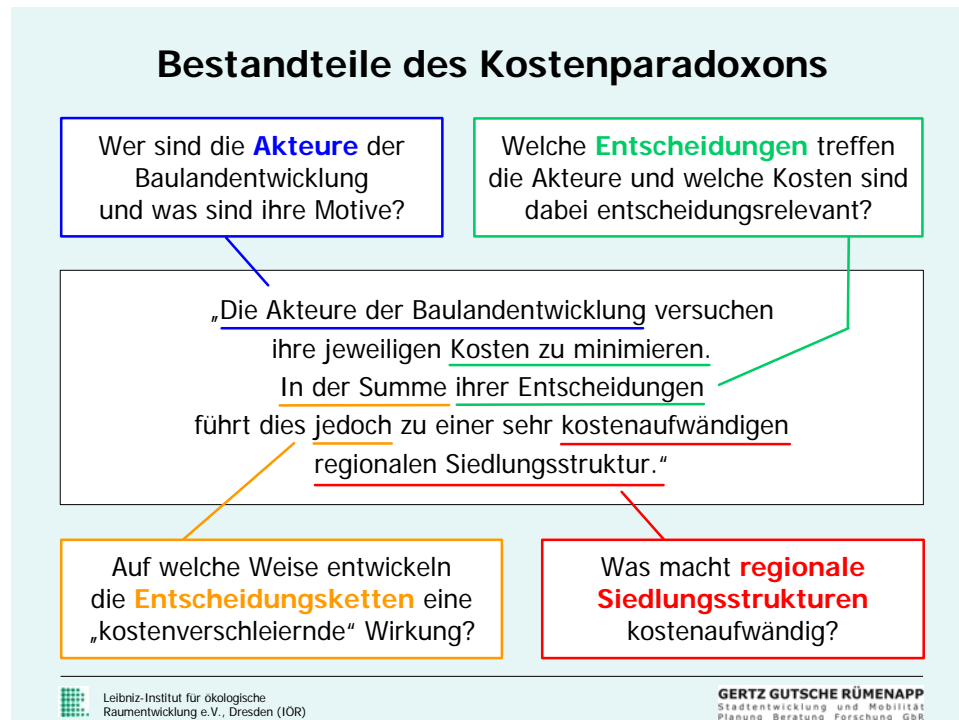 Bestandteile des Kostenparadoxons
Wer sind die Akteure der
Baulandentwicklung
und was sind ihre Motive?
Welche Entscheidungen treffen
die Akteure und welche Kosten sind
dabei entscheidungsrelevant?
„Die Akteure der Baulandentwicklung versuchen
ihre jeweiligen Kosten zu minimieren.
In der Summe ihrer Entscheidungen
führt dies jedoch zu einer sehr kostenaufwändigen
regionalen Siedlungsstruktur.“
Auf welche Weise entwickeln
die Entscheidungsketten eine
„kostenverschleiernde“ Wirkung?
Was macht regionale
Siedlungsstrukturen
kostenaufwändig?
Leibniz-Institut für ökologische
Raumentwicklung e.V., Dresden (IÖR)
GERTZ GUTSCHE RÜMENAPP
Stadtentwicklung und Mobilität
Planung Beratung Forschung GbR